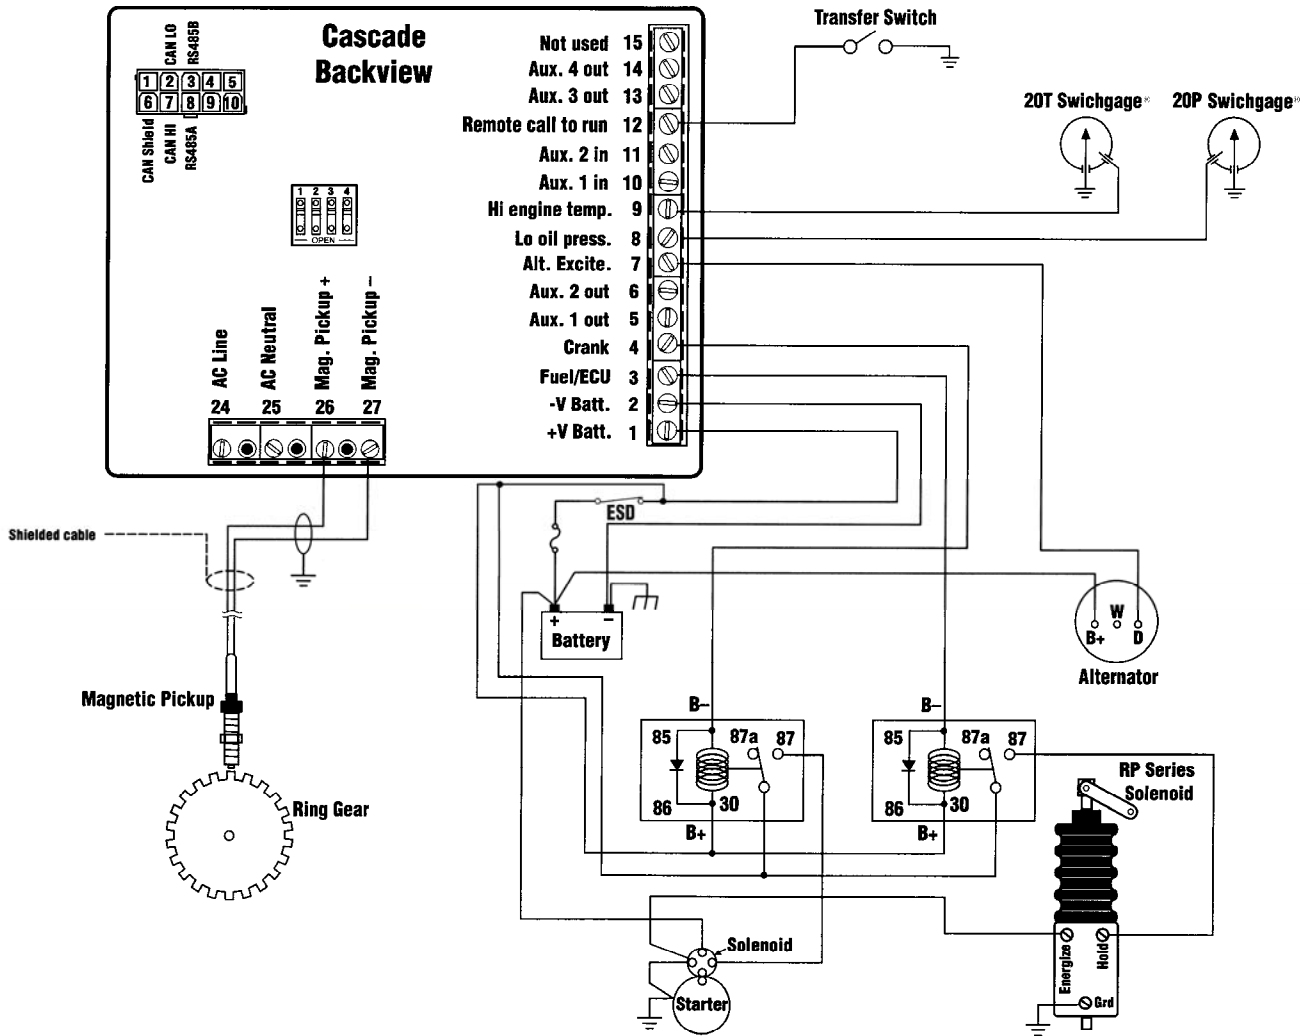 Cascade
Backview
CAN LO
RS485B
1 2 3 4 5
6 7 8 9 10
CAN Shield
CAN HI
RS485A
1 2 3 4
OPEN
Not used 15
Aux. 4 out 14
Aux. 3 out 13
Remote call to run 12
Aux. 2 in 11
Aux. 1 in 10
Hi engine temp. 9
Lo oil press. 8
Alt. Excite. 7
Aux. 2 out 6
Aux. 1 out 5
Crank 4
Fuel/ECU 3
-V Batt. 2
+V Batt. 1
AC Line
AC Neutral
Mag. Pickup +
Mag. Pickup –
24 25 26 27
Transfer Switch
20T Swichgage®
20P Swichgage®
Shielded cable
ESD
+ –
Battery
W
B+ D
Alternator
Magnetic Pickup
Ring Gear
B–
85 87a 87
86 30
B+
B–
85 87a 87
86 30
B+
RP Series
Solenoid
Energize
Hold
Grd
Solenoid
Starter